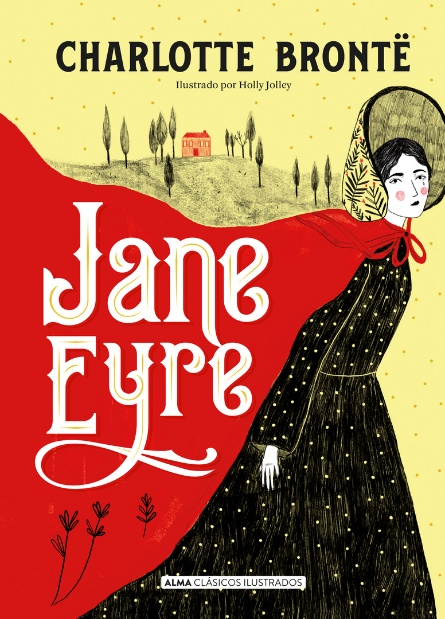 CHARLOTTE BRONTË
Ilustrado por Holly Jolley
Jane
Eyre
ALMA CLÁSICOS ILUSTRADOS